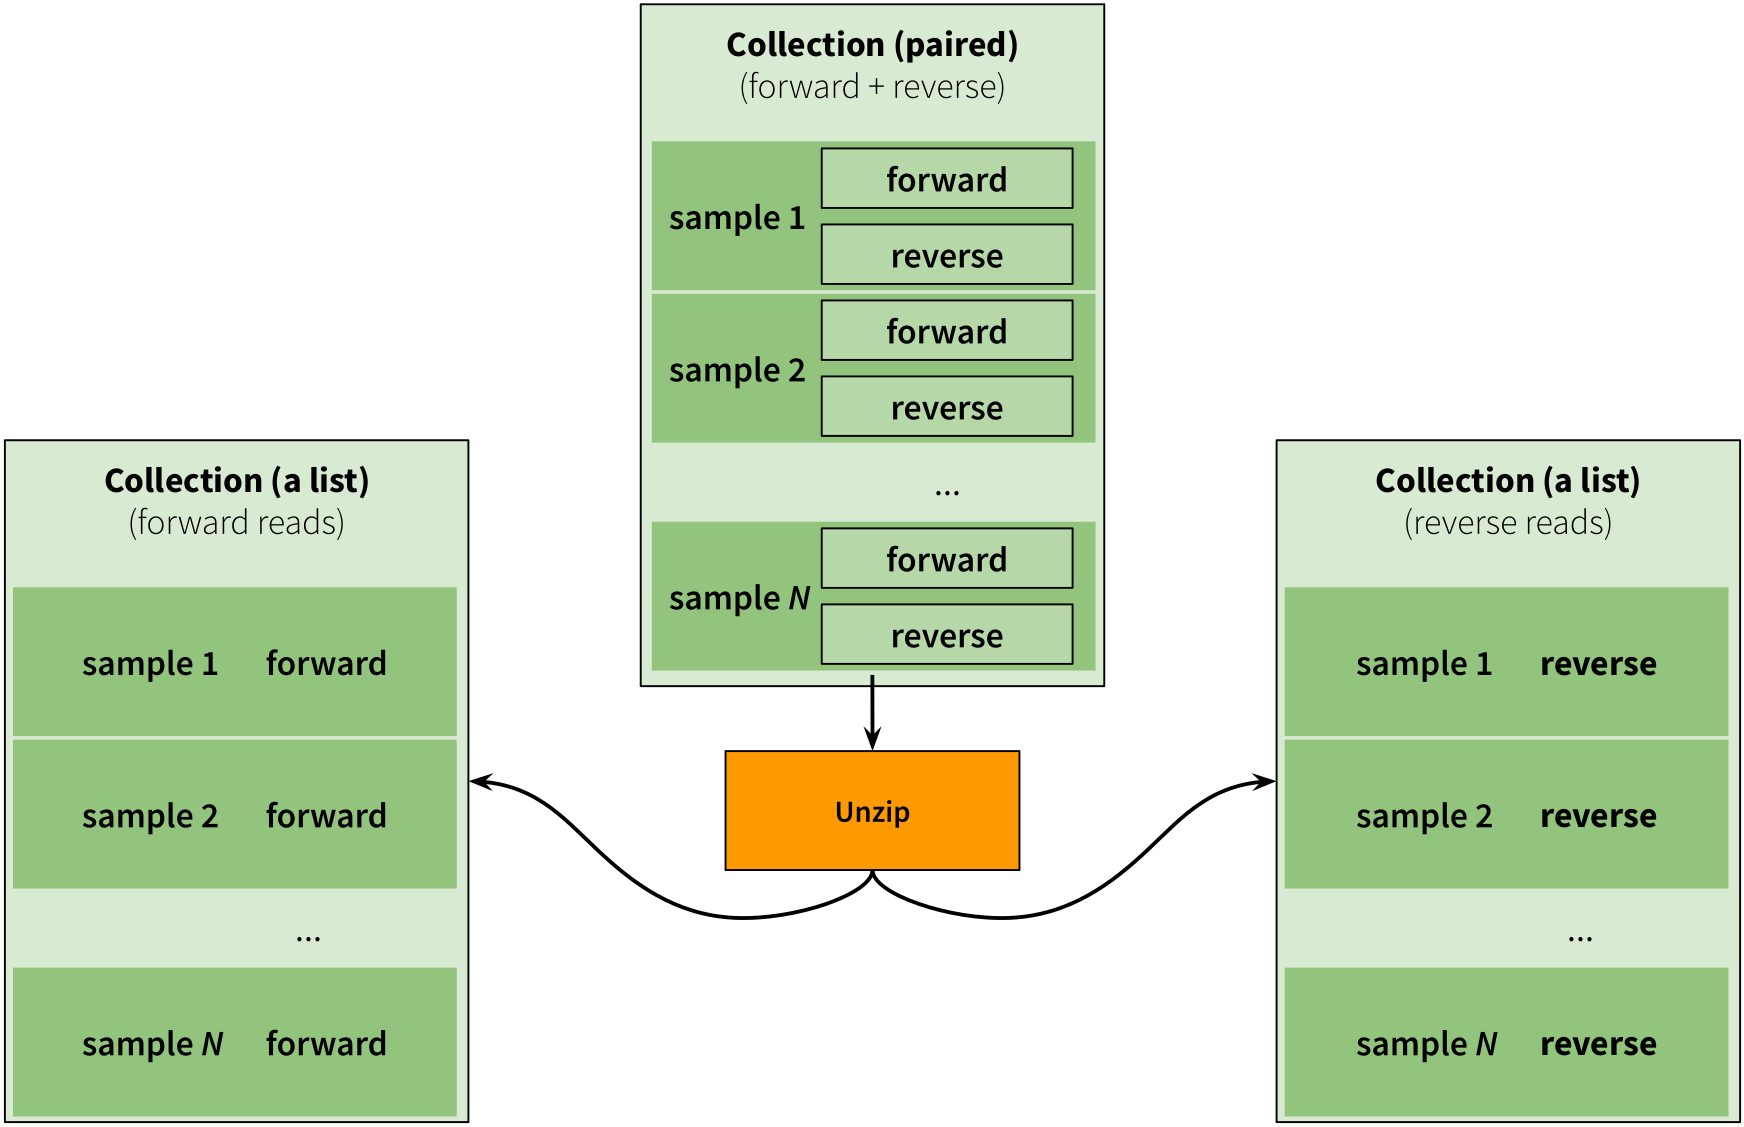 Collection (paired)
(forward + reverse)
sample 1
forward
reverse
sample 2
forward
reverse
...
sample N
forward
reverse
Collection (a list)
(forward reads)
sample 1 forward
sample 2 forward
...
sample N forward
Unzip
Collection (a list)
(reverse reads)
sample 1 reverse
sample 2 reverse
...
sample N reverse